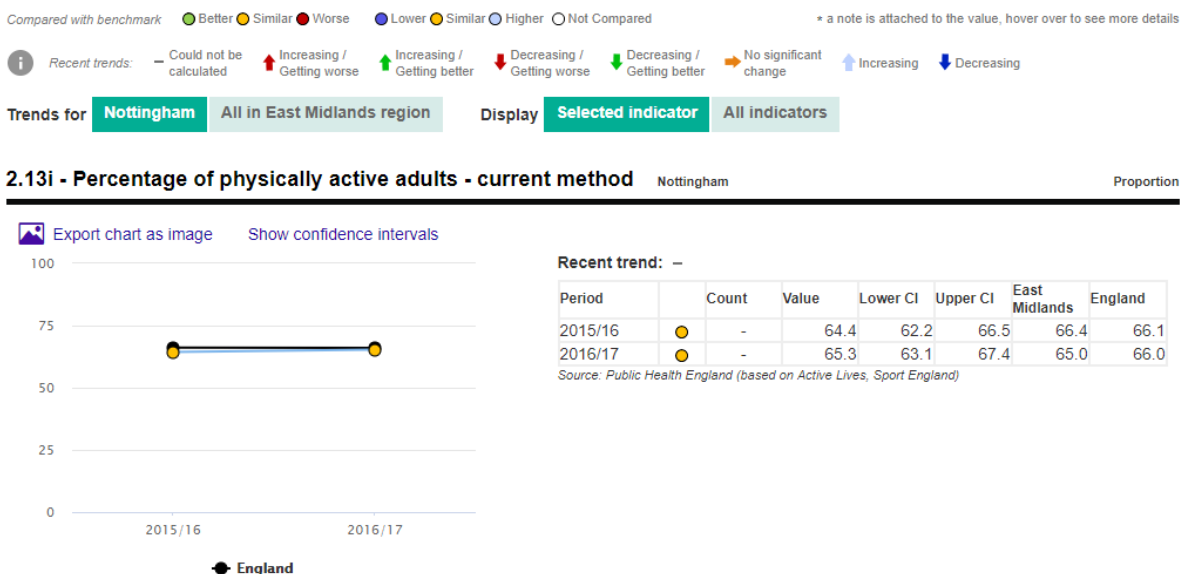 Compared with benchmark Better Similar Worse Lower Similar Higher Not Compared * a note is attached to the value, hover over to see more details
i Recent trends: – Could not be calculated Increasing / Getting worse Increasing / Getting better Decreasing / Getting worse Decreasing / Getting better No significant change Increasing Decreasing
Trends for Nottingham All in East Midlands region Display Selected indicator All indicators
2.13i - Percentage of physically active adults - current method Nottingham Proportion
Export chart as image Show confidence intervals
100
75
50
25
0
2015/16 2016/17
England
Recent trend: –
Period Count Value Lower CI Upper CI East Midlands England
2015/16 - 64.4 62.2 66.5 66.4 66.1
2016/17 - 65.3 63.1 67.4 65.0 66.0
Source: Public Health England (based on Active Lives, Sport England)